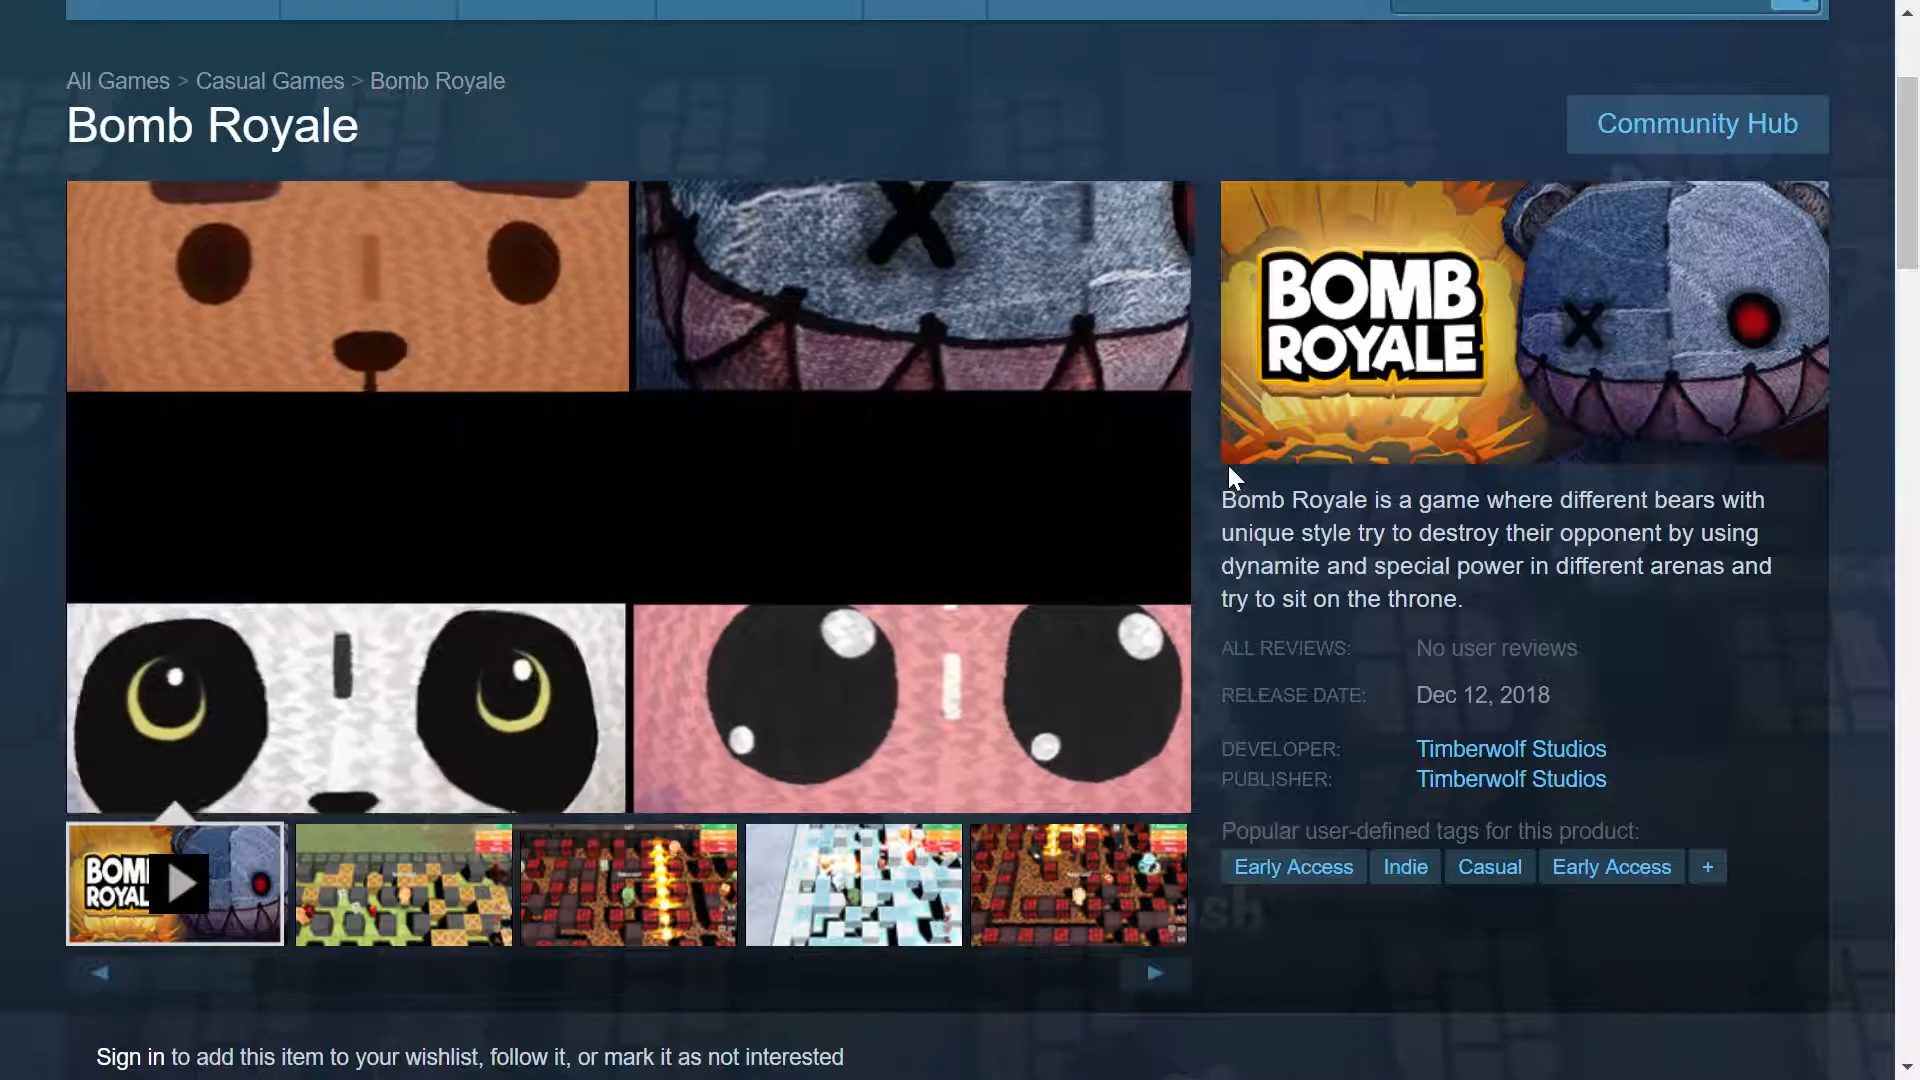 All Games > Casual Games > Bomb Royale
Bomb Royale
Community Hub
BOMB
ROYALE
Bomb Royale is a game where different bears with
unique style try to destroy their opponent by using
dynamite and special power in different arenas and
try to sit on the throne.
ALL REVIEWS: No user reviews
RELEASE DATE: Dec 12, 2018
DEVELOPER: Timberwolf Studios
PUBLISHER: Timberwolf Studios
Popular user-defined tags for this product:
Early Access Indie Casual Early Access +
Sign in to add this item to your wishlist, follow it, or mark it as not interested